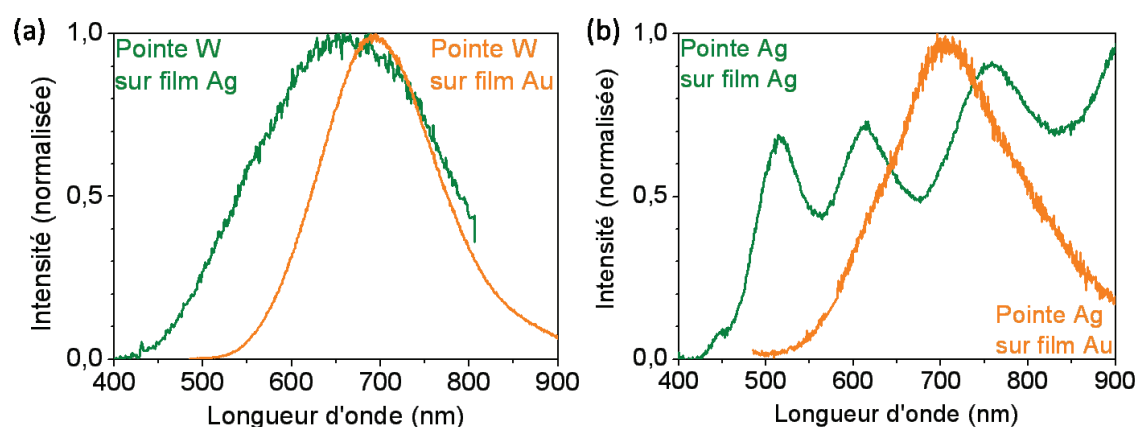 (a)
Pointe W
sur film Ag
Pointe W
sur film Au
1,0
0,5
0,0
Intensité (normalisée)
400 500 600 700 800 900
Longueur d'onde (nm)
(b)
Pointe Ag
sur film Ag
1,0
0,5
0,0
Intensité (normalisée)
Pointe Ag
sur film Au
400 500 600 700 800 900
Longueur d'onde (nm)